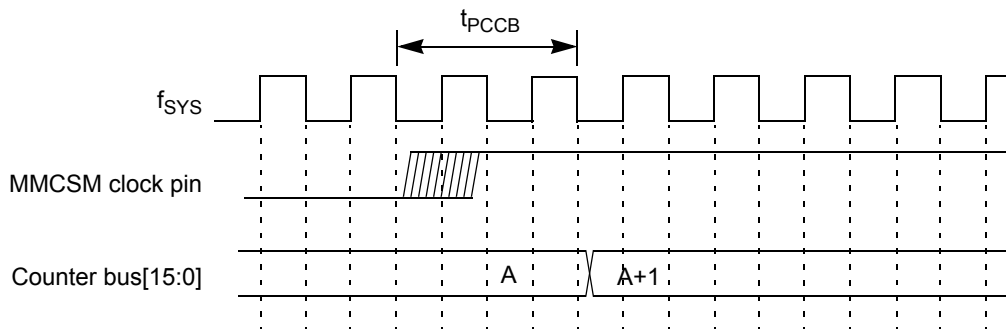 tPCCB
fSYS
MMCSM clock pin
Counter bus[15:0]
A
A+1